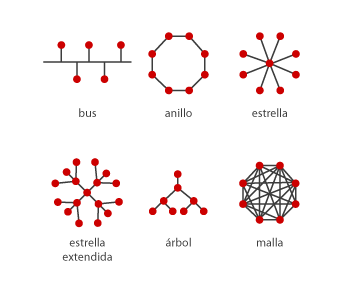 bus
anillo
estrella
estrella
extendida
árbol
malla